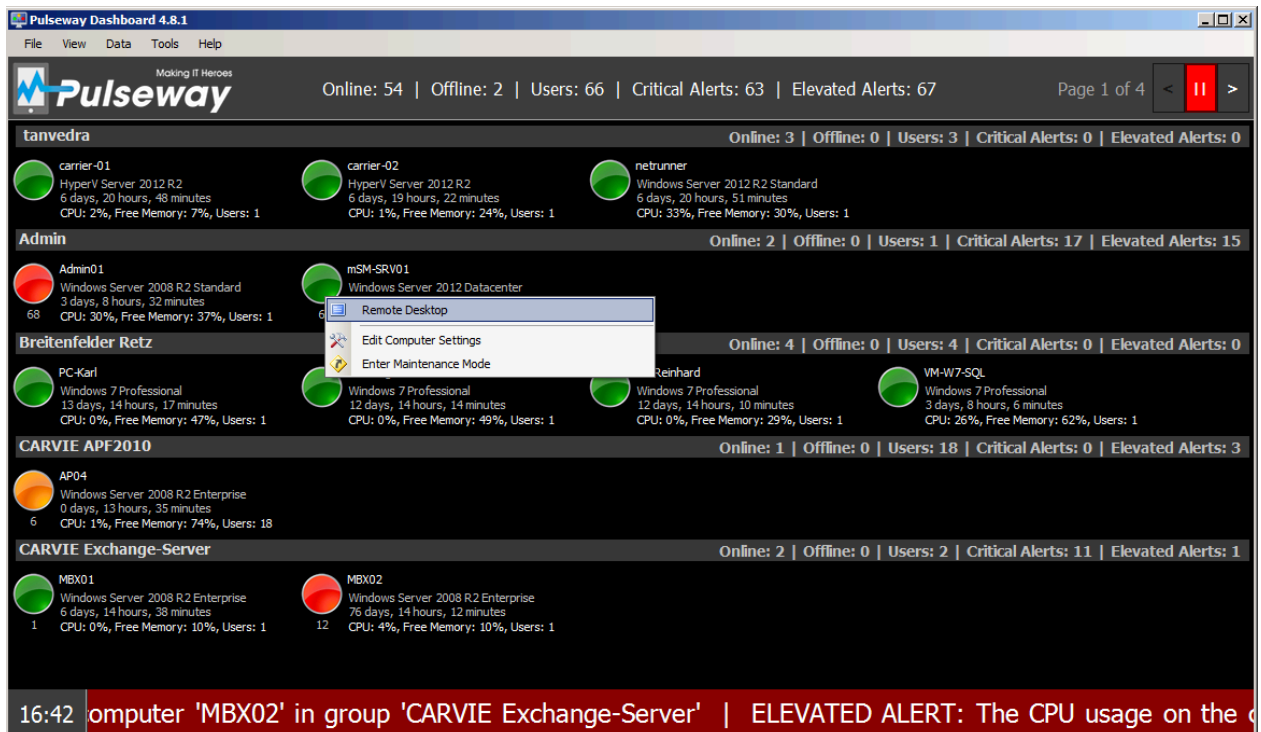 Pulseway Dashboard 4.8.1
File View Data Tools Help
Making IT Heroes
Pulseway
Online: 54 | Offline: 2 | Users: 66 | Critical Alerts: 63 | Elevated Alerts: 67
Page 1 of 4 < II >
tanvedra Online: 3 | Offline: 0 | Users: 3 | Critical Alerts: 0 | Elevated Alerts: 0
carrier-01 carrier-02 netrunner
HyperV Server 2012 R2 HyperV Server 2012 R2 Windows Server 2012 R2 Standard
6 days, 20 hours, 48 minutes 6 days, 19 hours, 22 minutes 6 days, 20 hours, 51 minutes
CPU: 2%, Free Memory: 7%, Users: 1 CPU: 1%, Free Memory: 24%, Users: 1 CPU: 33%, Free Memory: 30%, Users: 1
Admin Online: 2 | Offline: 0 | Users: 1 | Critical Alerts: 17 | Elevated Alerts: 15
Admin01 mSM-SRV01
Windows Server 2008 R2 Standard Windows Server 2012 Datacenter
3 days, 8 hours, 32 minutes
68 CPU: 30%, Free Memory: 37%, Users: 1
Remote Desktop
Edit Computer Settings
Enter Maintenance Mode
Breitenfelder Retz Online: 4 | Offline: 0 | Users: 4 | Critical Alerts: 0 | Elevated Alerts: 0
PC-Karl Reinhard VM-W7-SQL
Windows 7 Professional Windows 7 Professional Windows 7 Professional Windows 7 Professional
13 days, 14 hours, 17 minutes 12 days, 14 hours, 14 minutes 12 days, 14 hours, 10 minutes 3 days, 8 hours, 6 minutes
CPU: 0%, Free Memory: 47%, Users: 1 CPU: 0%, Free Memory: 49%, Users: 1 CPU: 0%, Free Memory: 29%, Users: 1 CPU: 26%, Free Memory: 62%, Users: 1
CARVIE APF2010 Online: 1 | Offline: 0 | Users: 18 | Critical Alerts: 0 | Elevated Alerts: 3
AP04
Windows Server 2008 R2 Enterprise
0 days, 13 hours, 35 minutes
6 CPU: 1%, Free Memory: 74%, Users: 18
CARVIE Exchange-Server Online: 2 | Offline: 0 | Users: 2 | Critical Alerts: 11 | Elevated Alerts: 1
MBX01 MBX02
Windows Server 2008 R2 Enterprise Windows Server 2008 R2 Enterprise
6 days, 14 hours, 38 minutes 76 days, 14 hours, 12 minutes
1 CPU: 0%, Free Memory: 10%, Users: 1 12 CPU: 4%, Free Memory: 10%, Users: 1
16:42 omputer 'MBX02' in group 'CARVIE Exchange-Server' | ELEVATED ALERT: The CPU usage on the